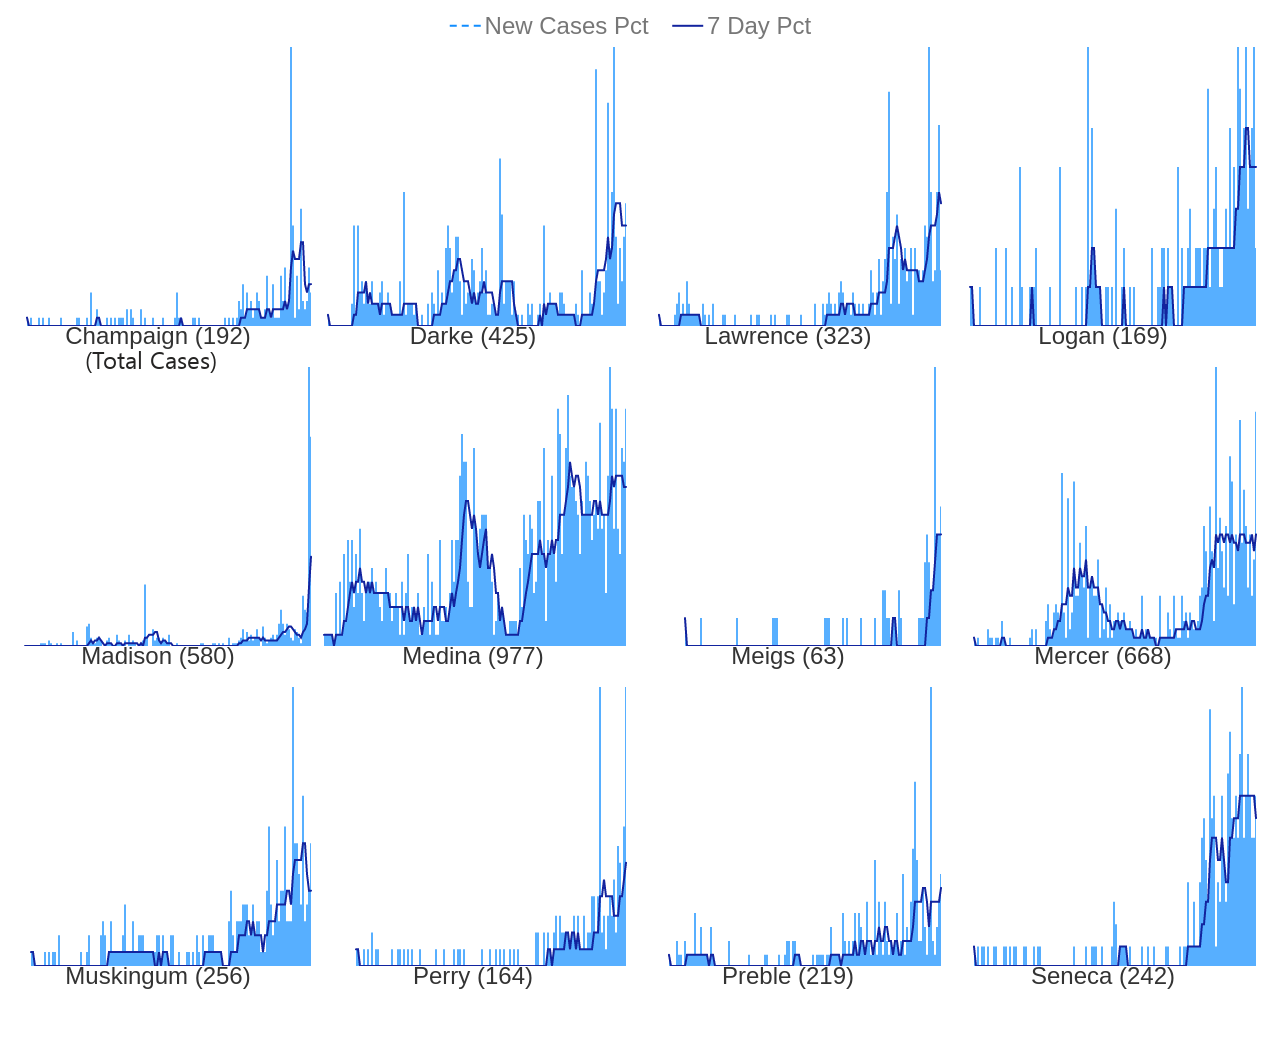 New Cases Pct 7 Day Pct
Champaign (192) Darke (425) Lawrence (323) Logan (169)
(Total Cases)
Madison (580) Medina (977) Meigs (63) Mercer (668)
Muskingum (256) Perry (164) Preble (219) Seneca (242)